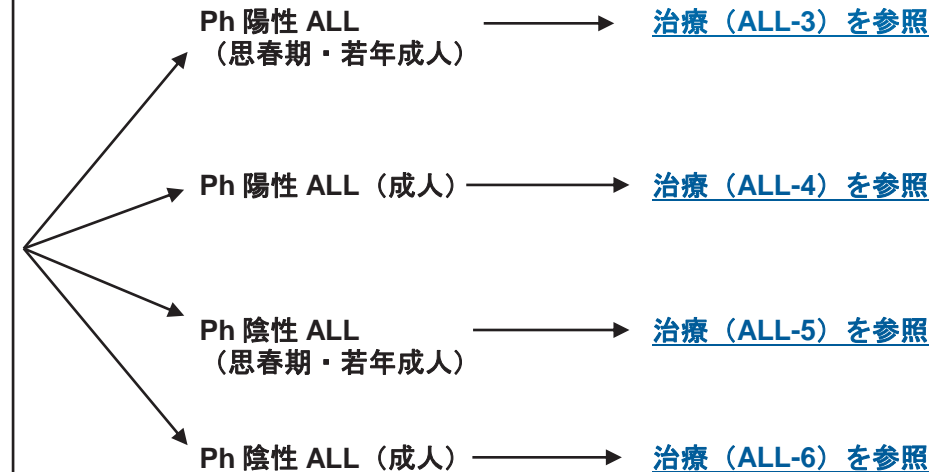 Ph 陽性 ALL
（思春期・若年成人）
治療（ALL-3）を参照
Ph 陽性 ALL（成人）
治療（ALL-4）を参照
Ph 陰性 ALL
（思春期・若年成人）
治療（ALL-5）を参照
Ph 陰性 ALL（成人）
治療（ALL-6）を参照